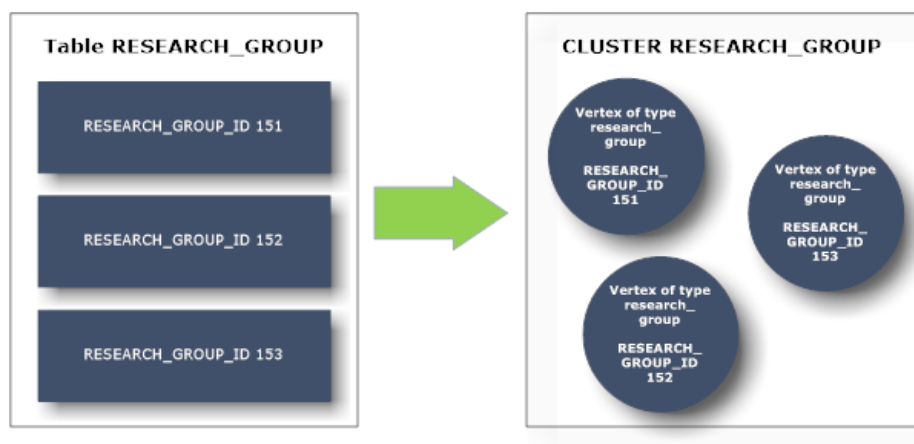 Table RESEARCH_GROUP
RESEARCH_GROUP_ID 151
RESEARCH_GROUP_ID 152
RESEARCH_GROUP_ID 153
CLUSTER RESEARCH_GROUP
Vertex of type
research_
group
RESEARCH_
GROUP_ID
151
Vertex of type
research_
group
RESEARCH_
GROUP_ID
153
Vertex of type
research_
group
RESEARCH_
GROUP_ID
152